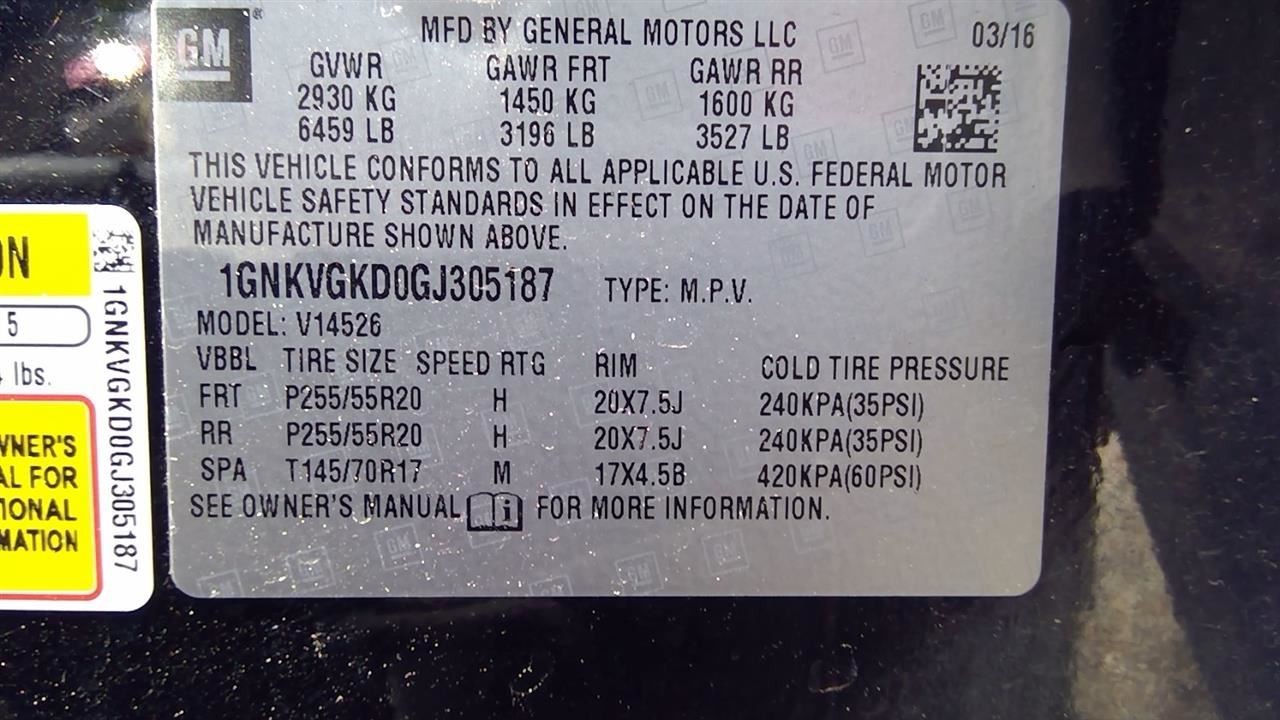 GM
MFD BY GENERAL MOTORS LLC 03/16
GVWR GAWR FRT GAWR RR
2930 KG 1450 KG 1600 KG
6459 LB 3196 LB 3527 LB
THIS VEHICLE CONFORMS TO ALL APPLICABLE U.S. FEDERAL MOTOR
VEHICLE SAFETY STANDARDS IN EFFECT ON THE DATE OF
MANUFACTURE SHOWN ABOVE.
1GNKVGKD0GJ305187 TYPE: M.P.V.
MODEL: V14526
VBBL TIRE SIZE SPEED RTG RIM COLD TIRE PRESSURE
FRT P255/55R20 H 20X7.5J 240KPA(35PSI)
RR P255/55R20 H 20X7.5J 240KPA(35PSI)
SPA T145/70R17 M 17X4.5B 420KPA(60PSI)
SEE OWNER'S MANUAL i FOR MORE INFORMATION.
ON
5
lbs.
WNER'S
AL FOR
IONAL
MATION
1GNKVGKD0GJ305187